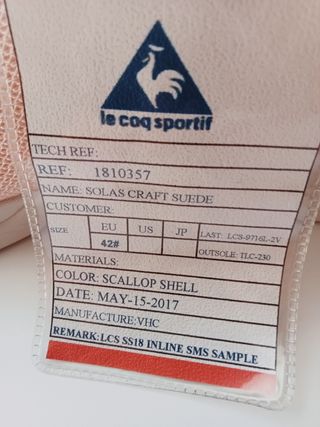 le coq sportif
TECH REF:
REF: 1810357
NAME: SOLAS CRAFT SUEDE
CUSTOMER:
SIZE EU US JP LAST: LCS-9716L-2V
42# OUTSOLE: TLC-230
MATERIALS:
COLOR: SCALLOP SHELL
DATE: MAY-15-2017
MANUFACTURE:VHC
REMARK:LCS SS18 INLINE SMS SAMPLE